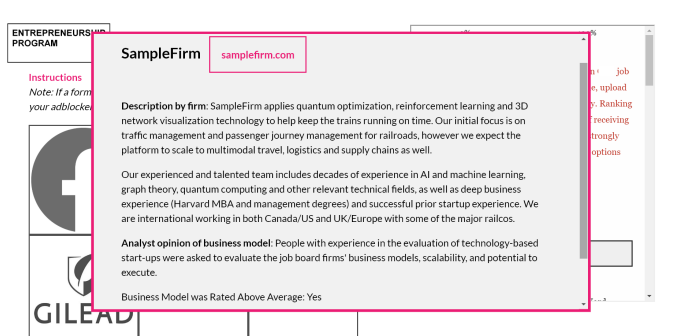 ENTREPRENEURSHIP
PROGRAM
Instructions
Note: If a form
your adblocker
GILEAD
SampleFirm samplefirm.com
Description by firm: SampleFirm applies quantum optimization, reinforcement learning and 3D
network visualization technology to help keep the trains running on time. Our initial focus is on
traffic management and passenger journey management for railroads, however we expect the
platform to scale to multimodal travel, logistics and supply chains as well.
Our experienced and talented team includes decades of experience in AI and machine learning,
graph theory, quantum computing and other relevant technical fields, as well as deep business
experience (Harvard MBA and management degrees) and successful prior startup experience. We
are international working in both Canada/US and UK/Europe with some of the major railcos.
Analyst opinion of business model: People with experience in the evaluation of technology-based
start-ups were asked to evaluate the job board firms' business models, scalability, and potential to
execute.
Business Model was Rated Above Average: Yes
job
e, upload
y. Ranking
receiving
trongly
options